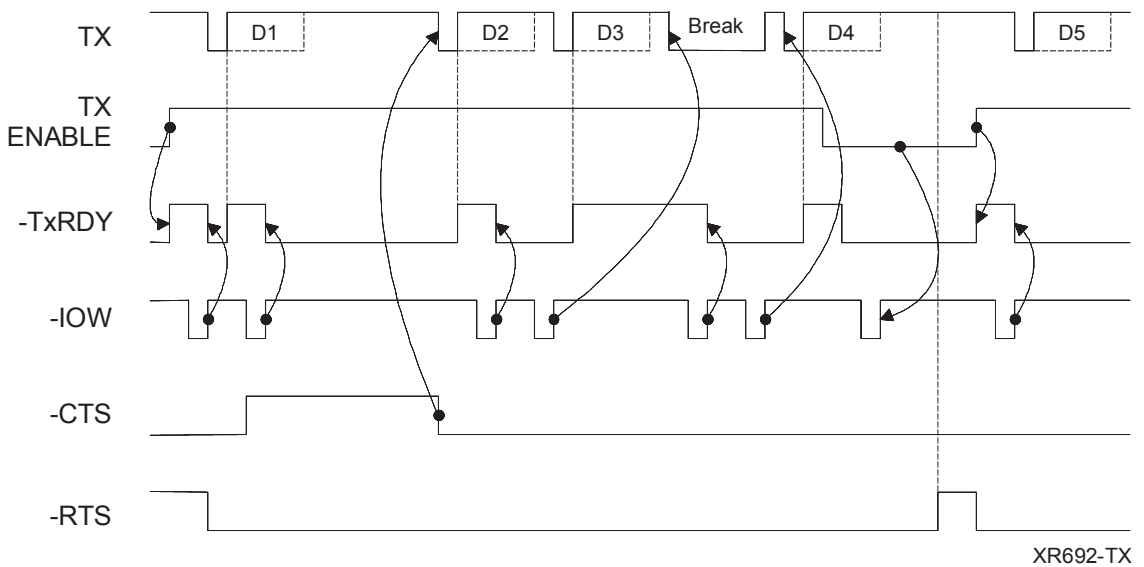 TX
D1
D2
D3
Break
D4
D5
TX
ENABLE
-TxRDY
-IOW
-CTS
-RTS
XR692-TX